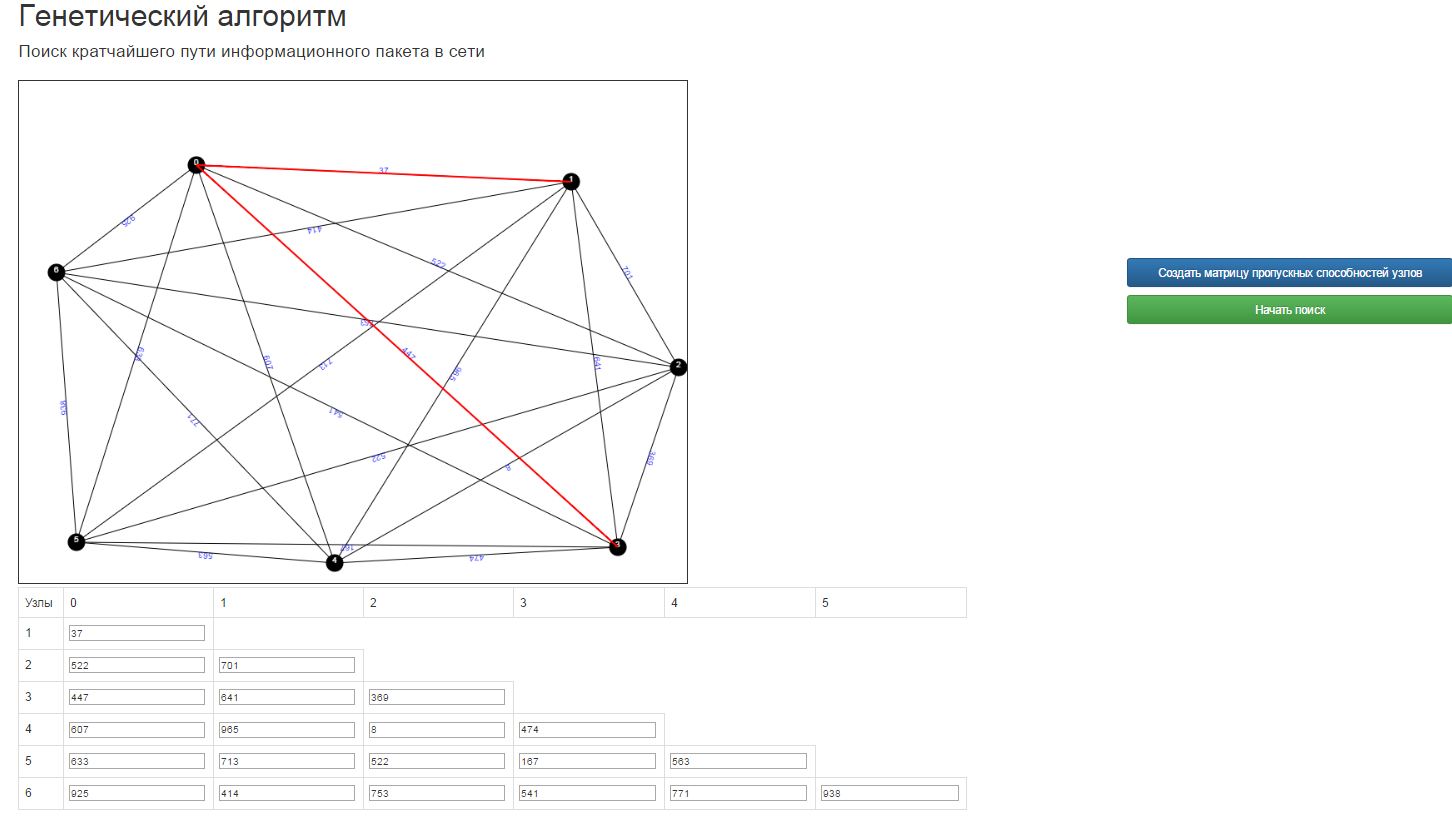 Генетический алгоритм
Поиск кратчайшего пути информационного пакета в сети
0
37
1
925
414
522
701
6
753
633
607
713
447
965
641
2
938
771
541
522
8
369
5
563
167
4
474
3
Создать матрицу пропускных способностей узлов
Начать поиск
Узлы 0 1 2 3 4 5
1 37
2 522 701
3 447 641 369
4 607 965 8 474
5 633 713 522 167 563
6 925 414 753 541 771 938